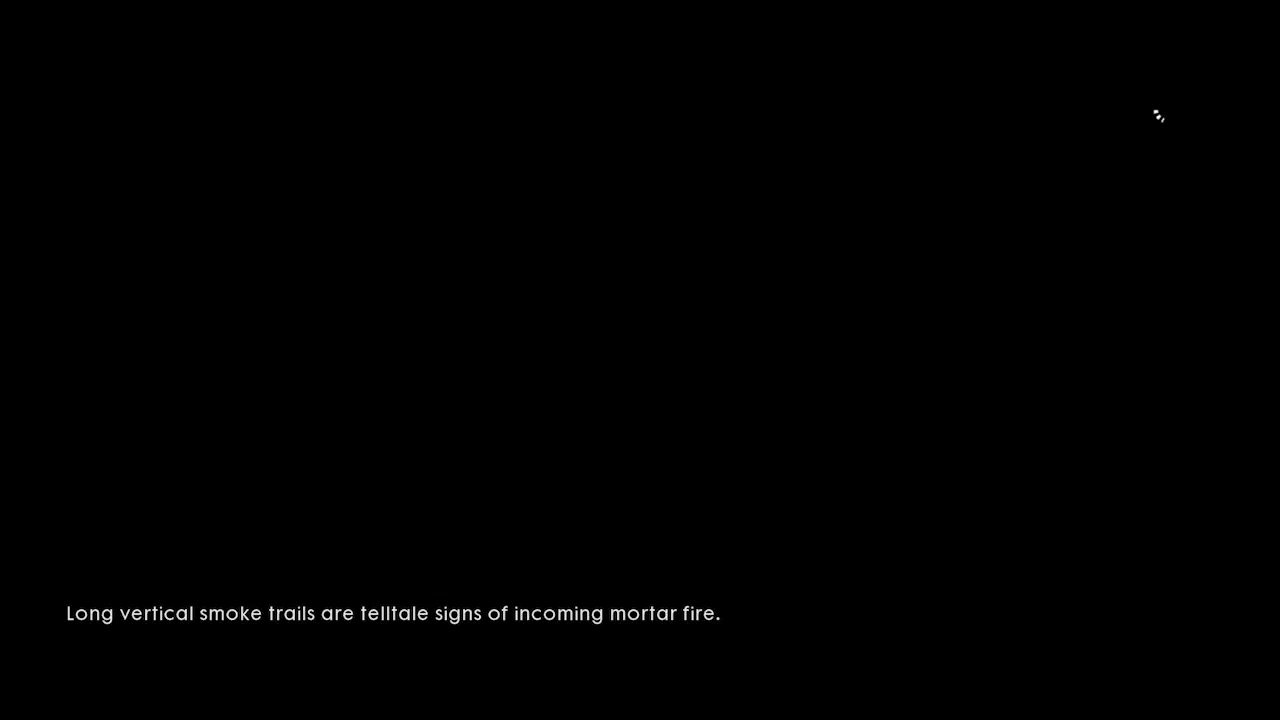 Long vertical smoke trails are telltale signs of incoming mortar fire.